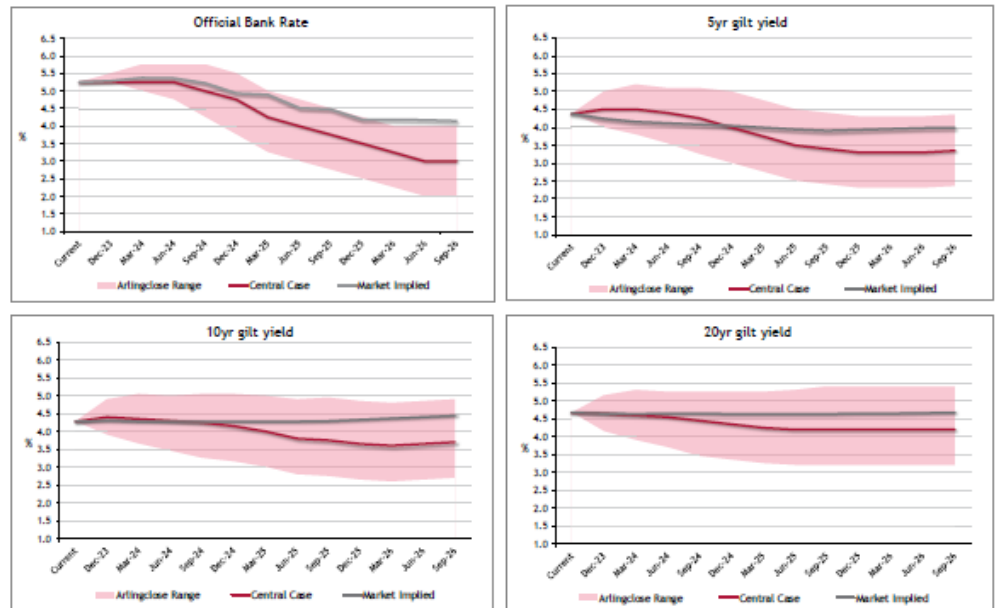 Official Bank Rate
6.5
6.0
5.5
5.0
4.5
4.0
3.5
3.0
2.5
2.0
1.5
1.0
%
Current
Dec-23
Mar-24
Jun-24
Sep-24
Dec-24
Mar-25
Jun-25
Sep-25
Dec-25
Mar-26
Jun-26
Sep-26
Arlingclose Range
Central Case
Market Implied
5yr gilt yield
6.5
6.0
5.5
5.0
4.5
4.0
3.5
3.0
2.5
2.0
1.5
1.0
%
Current
Dec-23
Mar-24
Jun-24
Sep-24
Dec-24
Mar-25
Jun-25
Sep-25
Dec-25
Mar-26
Jun-26
Sep-26
Arlingclose Range
Central Case
Market Implied
10yr gilt yield
6.5
6.0
5.5
5.0
4.5
4.0
3.5
3.0
2.5
2.0
1.5
1.0
%
Current
Dec-23
Mar-24
Jun-24
Sep-24
Dec-24
Mar-25
Jun-25
Sep-25
Dec-25
Mar-26
Jun-26
Sep-26
Arlingclose Range
Central Case
Market Implied
20yr gilt yield
6.5
6.0
5.5
5.0
4.5
4.0
3.5
3.0
2.5
2.0
1.5
1.0
%
Current
Dec-23
Mar-24
Jun-24
Sep-24
Dec-24
Mar-25
Jun-25
Sep-25
Dec-25
Mar-26
Jun-26
Sep-26
Arlingclose Range
Central Case
Market Implied